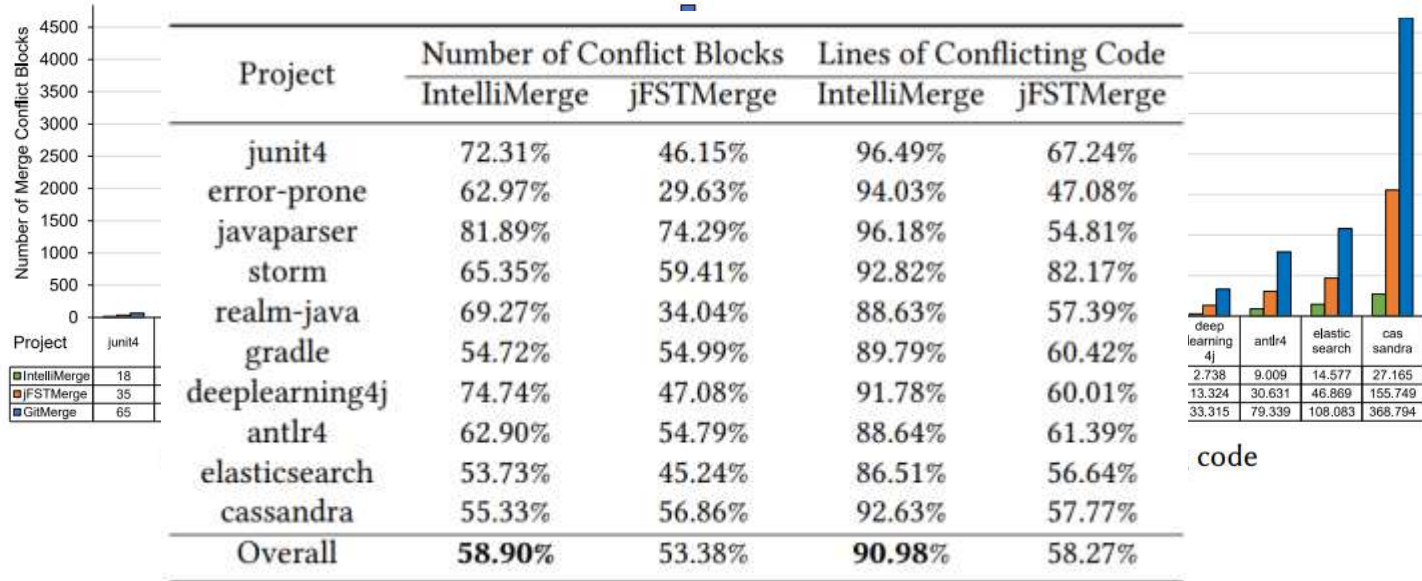 Number of Merge Conflict Blocks
4500
4000
3500
3000
2500
2000
1500
1000
500
0
Project junit4
IntelliMerge 18
jFSTMerge 35
GitMerge 65
Project Number of Conflict Blocks Lines of Conflicting Code
IntelliMerge jFSTMerge IntelliMerge jFSTMerge
junit4 72.31% 46.15% 96.49% 67.24%
error-prone 62.97% 29.63% 94.03% 47.08%
javaparser 81.89% 74.29% 96.18% 54.81%
storm 65.35% 59.41% 92.82% 82.17%
realm-java 69.27% 34.04% 88.63% 57.39%
gradle 54.72% 54.99% 89.79% 60.42%
deeplearning4j 74.74% 47.08% 91.78% 60.01%
antlr4 62.90% 54.79% 88.64% 61.39%
elasticsearch 53.73% 45.24% 86.51% 56.64%
cassandra 55.33% 56.86% 92.63% 57.77%
Overall 58.90% 53.38% 90.98% 58.27%
deep learning 4j antlr4 elastic search cas sandra
2.738 9.009 14.577 27.165
13.324 30.631 46.869 155.749
33.315 79.339 108.083 368.794
code